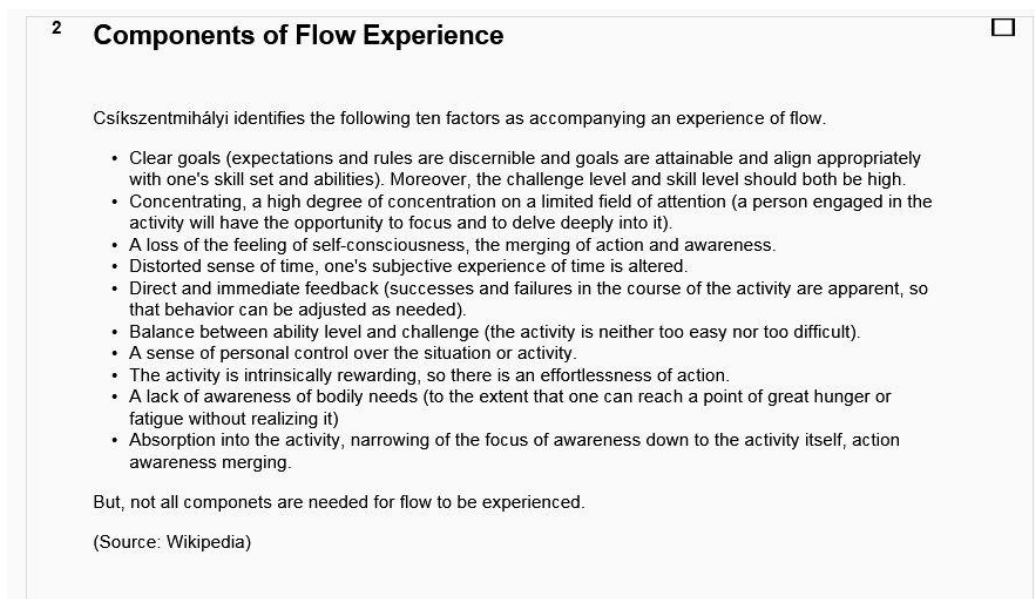 2 Components of Flow Experience
Csíkszentmihályi identifies the following ten factors as accompanying an experience of flow.
• Clear goals (expectations and rules are discernible and goals are attainable and align appropriately
with one's skill set and abilities). Moreover, the challenge level and skill level should both be high.
• Concentrating, a high degree of concentration on a limited field of attention (a person engaged in the
activity will have the opportunity to focus and to delve deeply into it).
• A loss of the feeling of self-consciousness, the merging of action and awareness.
• Distorted sense of time, one's subjective experience of time is altered.
• Direct and immediate feedback (successes and failures in the course of the activity are apparent, so
that behavior can be adjusted as needed).
• Balance between ability level and challenge (the activity is neither too easy nor too difficult).
• A sense of personal control over the situation or activity.
• The activity is intrinsically rewarding, so there is an effortlessness of action.
• A lack of awareness of bodily needs (to the extent that one can reach a point of great hunger or
fatigue without realizing it)
• Absorption into the activity, narrowing of the focus of awareness down to the activity itself, action
awareness merging.
But, not all componets are needed for flow to be experienced.
(Source: Wikipedia)